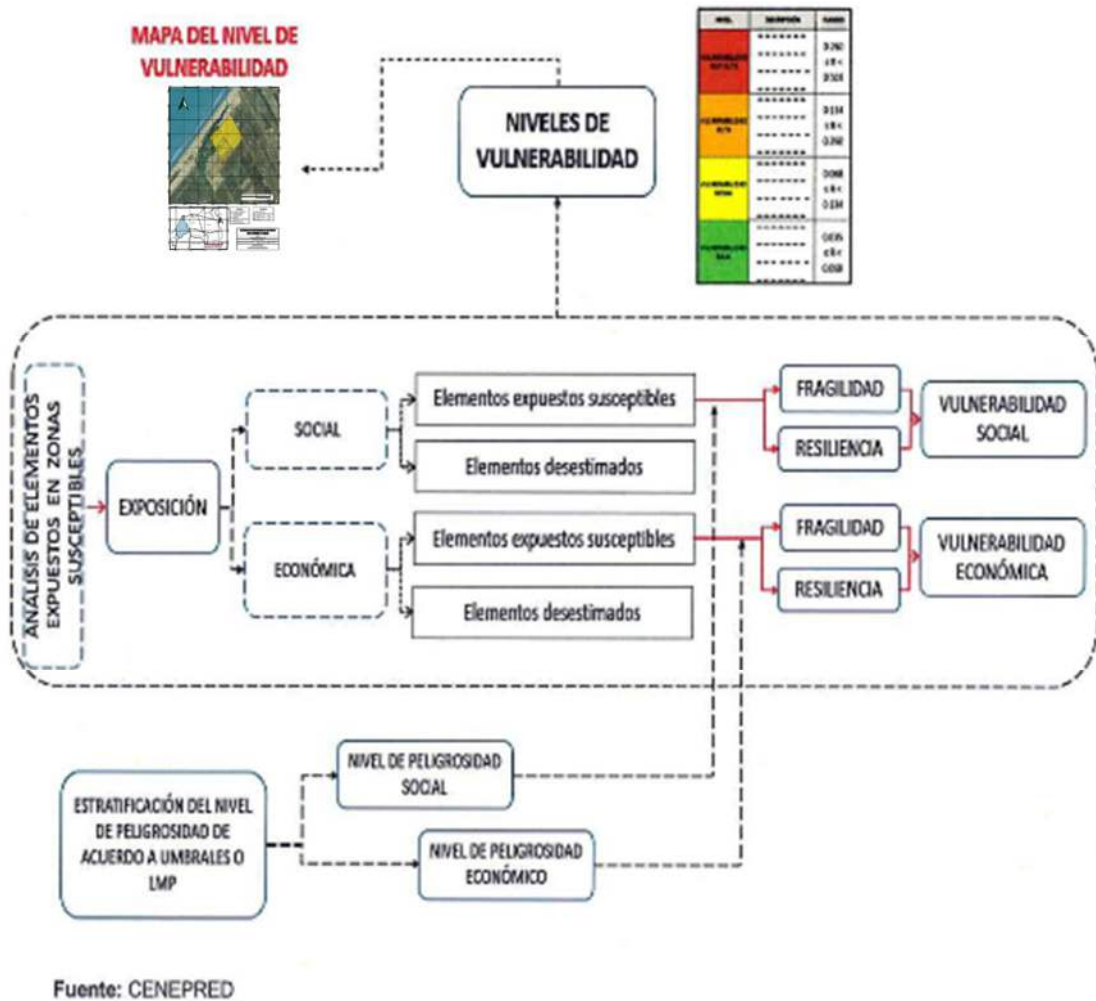 MAPA DEL NIVEL DE
VULNERABILIDAD
NIVELES DE
VULNERABILIDAD
NIVEL
DESCRIPCIÓN
ANÁLISIS DE ELEMENTOS
EXPUESTOS EN ZONAS
SUSCEPTIBLES
EXPOSICIÓN
SOCIAL
ECONÓMICA
Elementos expuestos susceptibles
Elementos desestimados
Elementos expuestos susceptibles
Elementos desestimados
FRAGILIDAD
RESILIENCIA
VULNERABILIDAD
SOCIAL
FRAGILIDAD
RESILIENCIA
VULNERABILIDAD
ECONÓMICA
NIVEL DE PELIGROSIDAD
SOCIAL
ESTRATIFICACIÓN DEL NIVEL
DE PELIGROSIDAD DE
ACUERDO A UMBRALES O
LMP
NIVEL DE PELIGROSIDAD
ECONÓMICO
Fuente: CENEPRED